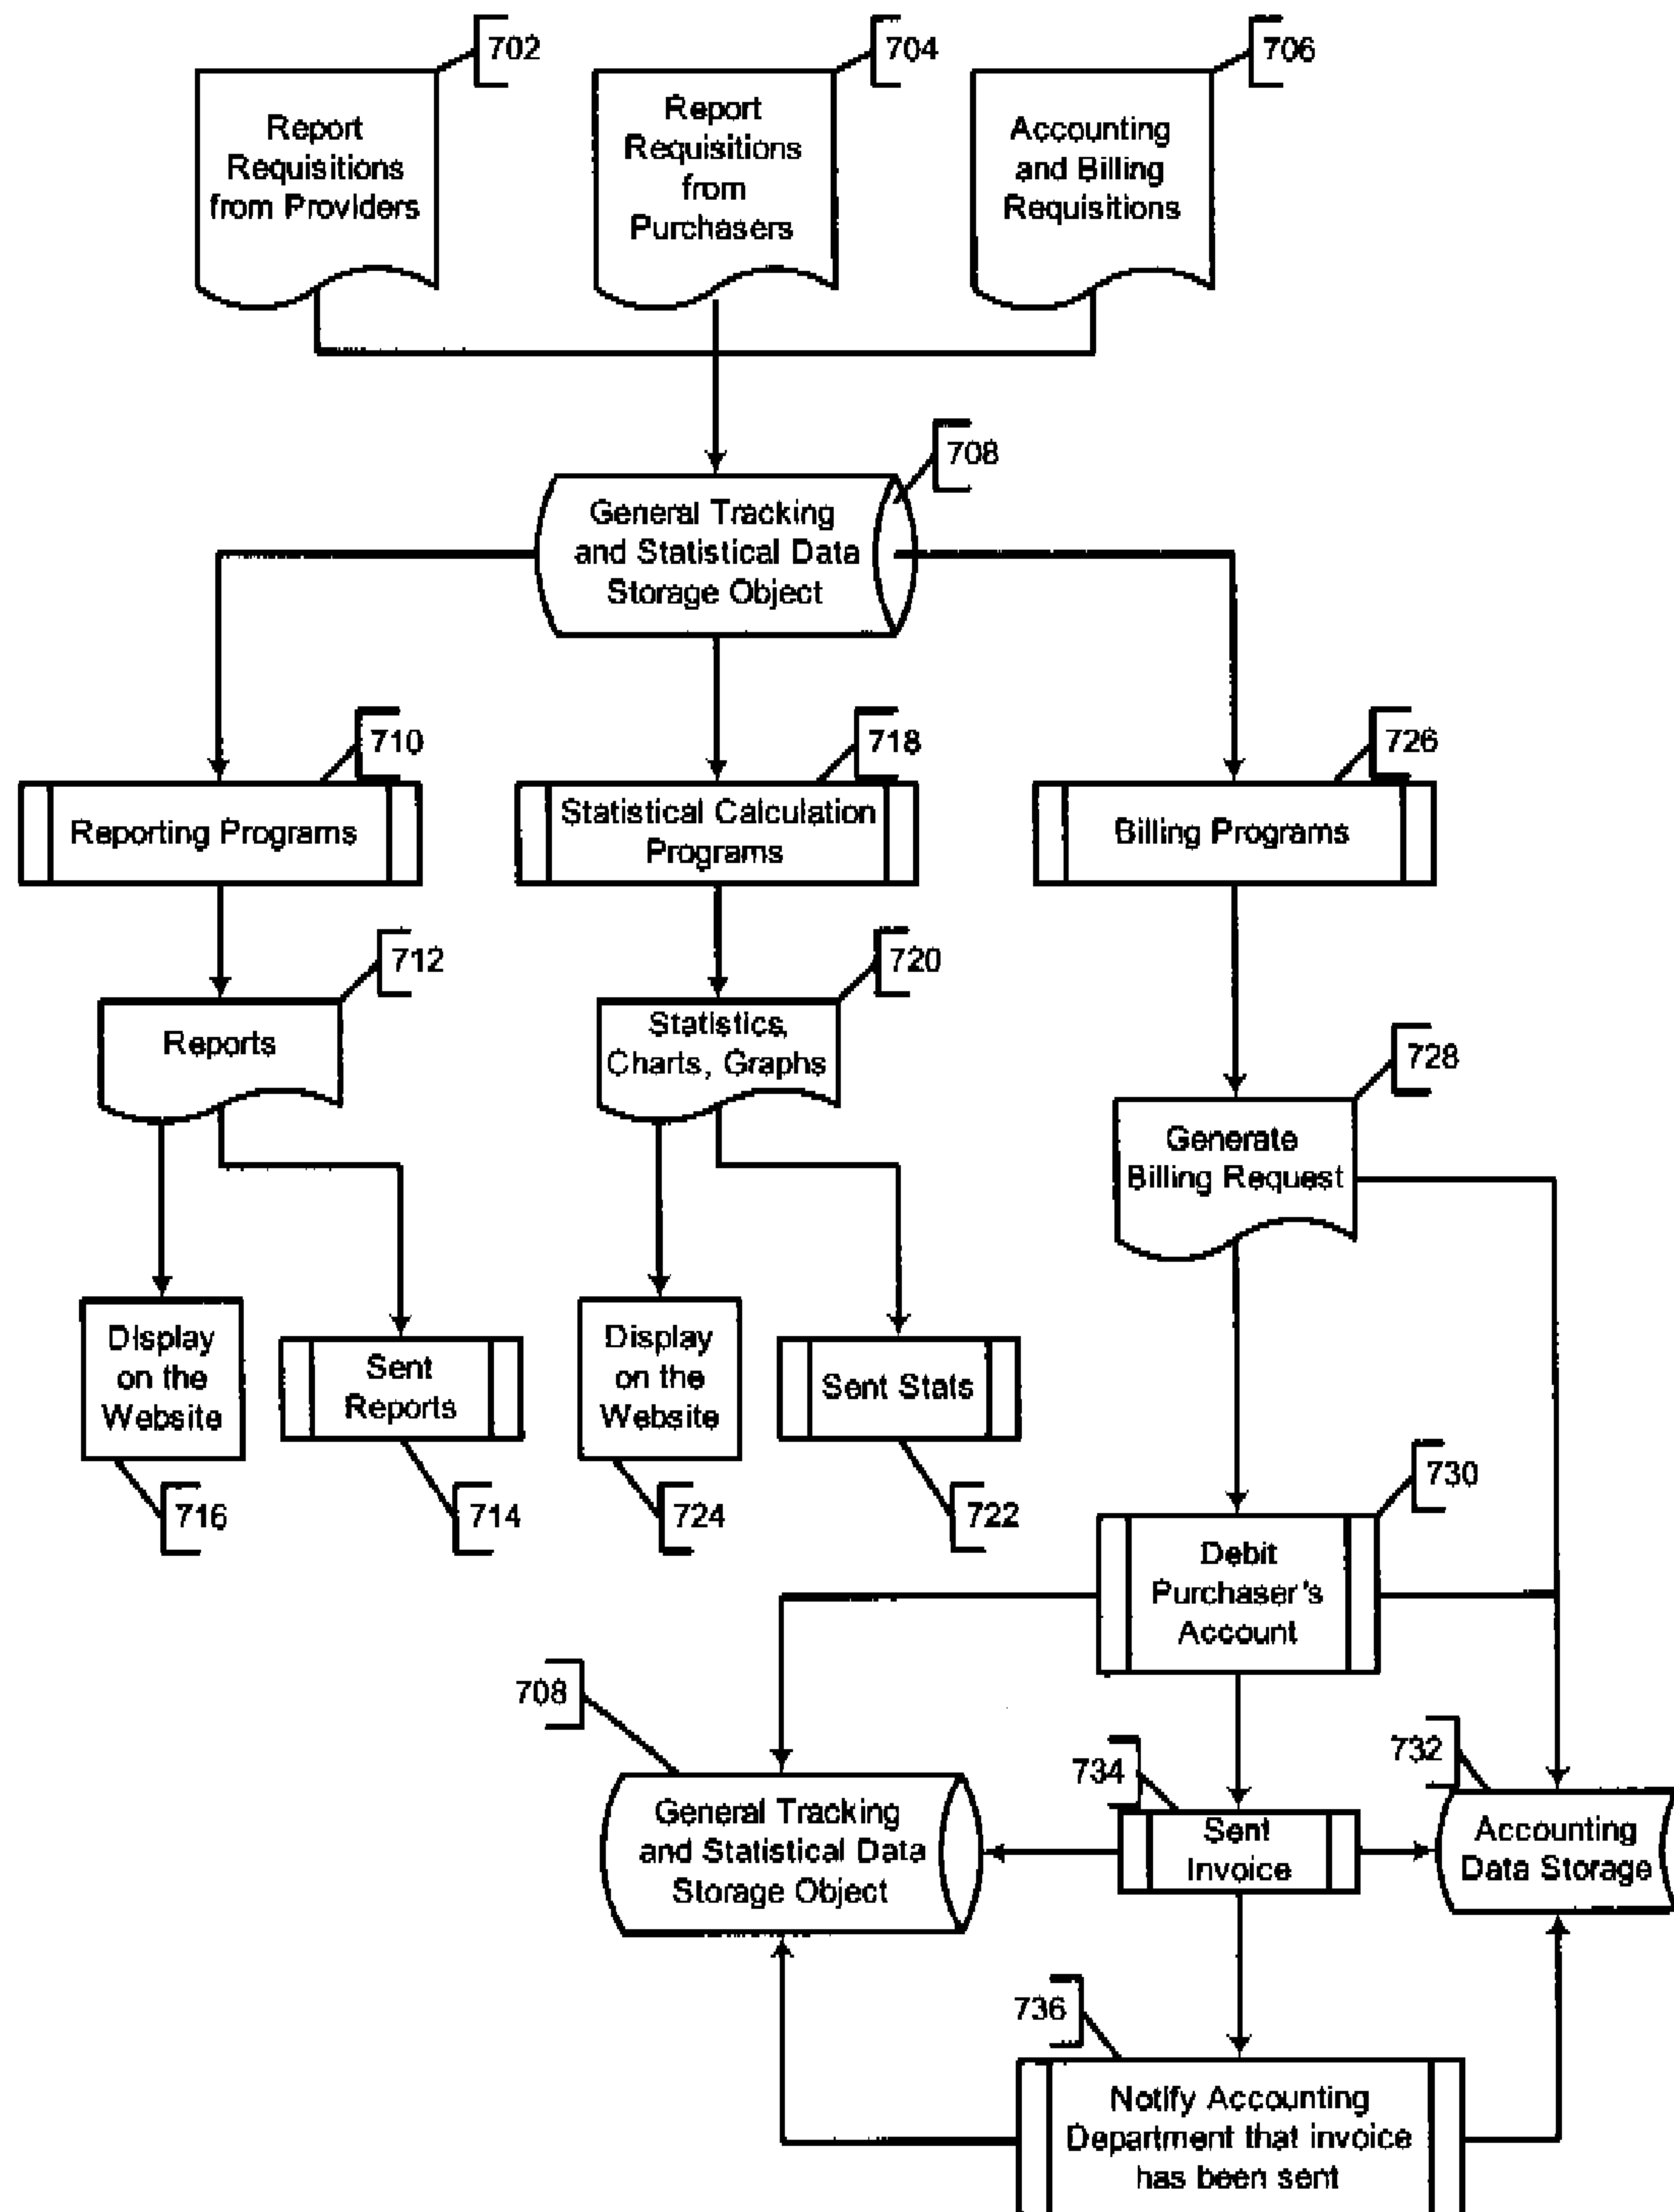 702
704
706
Report
Requisitions
from Providers
Report
Requisitions
from
Purchasers
Accounting
and Billing
Requisitions
708
General Tracking
and Statistical Data
Storage Object
710
718
726
Reporting Programs
Statistical Calculation
Programs
Billing Programs
712
720
728
Reports
Statistics,
Charts, Graphs
Generate
Billing Request
Display
on the
Website
Sent
Reports
Display
on the
Website
Sent Stats
716
714
724
722
730
Debit
Purchaser's
Account
708
734
732
General Tracking
and Statistical Data
Storage Object
Sent
Invoice
Accounting
Data Storage
736
Notify Accounting
Department that invoice
has been sent